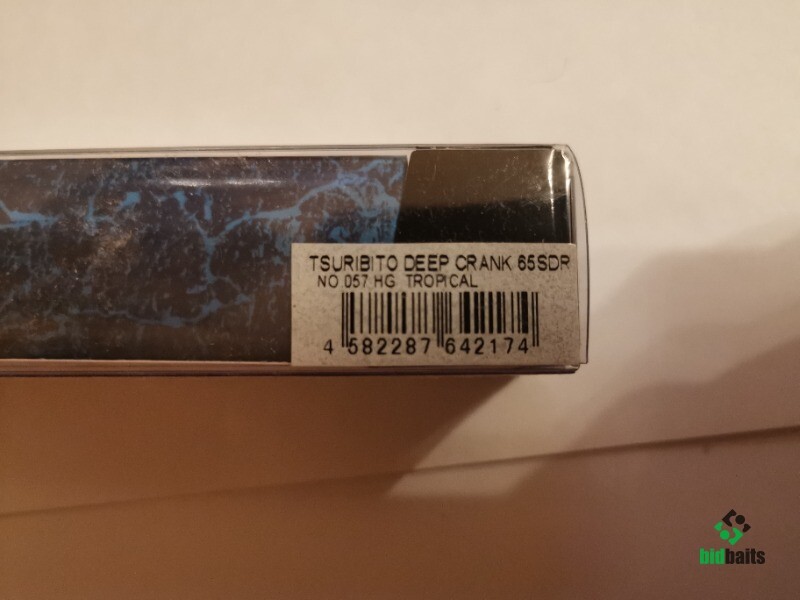 TSURIBITO DEEP CRANK 65SDR
NO 057 HG TROPICAL
4 582287 642174
bidbaits